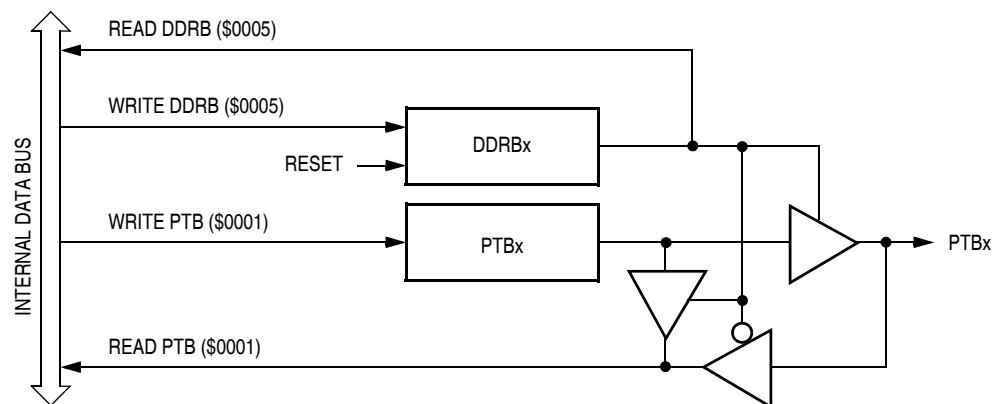 READ DDRB ($0005)
WRITE DDRB ($0005)
DDRBx
RESET
INTERNAL DATA BUS
WRITE PTB ($0001)
PTBx
PTBx
READ PTB ($0001)